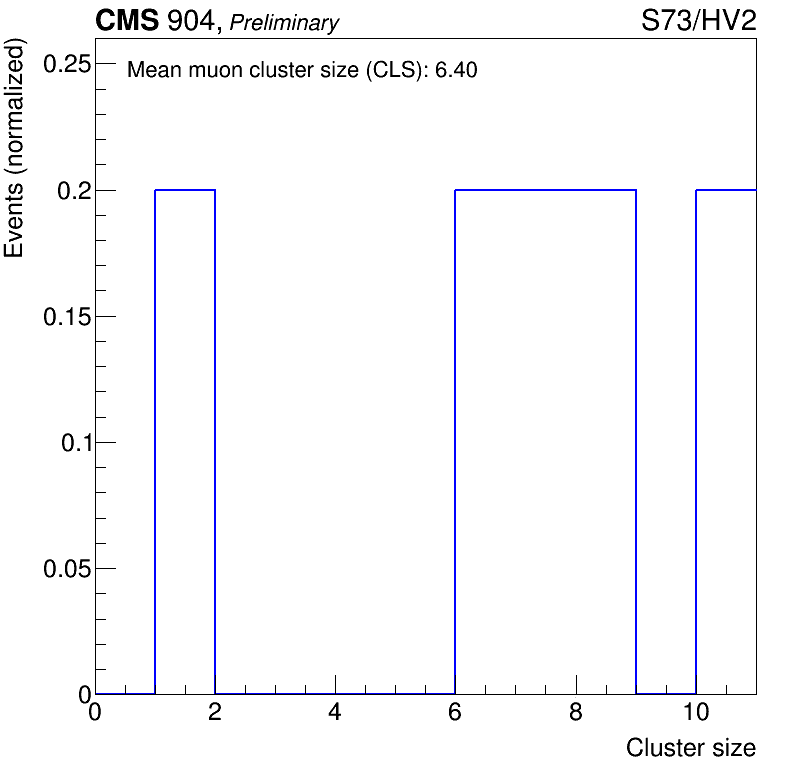 CMS 904, Preliminary S73/HV2
Mean muon cluster size (CLS): 6.40
Events (normalized)
0.25
0.2
0.15
0.1
0.05
0
0 2 4 6 8 10
Cluster size